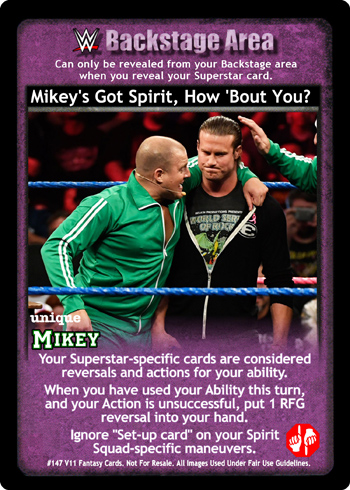 W Backstage Area
Can only be revealed from your Backstage area
when you reveal your Superstar card.
Mikey's Got Spirit, How 'Bout You?
WORLD SERIES
OF ROCK
unique
MIKEY
Your Superstar-specific cards are considered
reversals and actions for your ability.
When you have used your Ability this turn,
and your Action is unsuccessful, put 1 RFG
reversal into your hand.
Ignore "Set-up card" on your Spirit
Squad-specific maneuvers.
#147 V11 Fantasy Cards. Not For Resale. All Images Used Under Fair Use Guidelines.